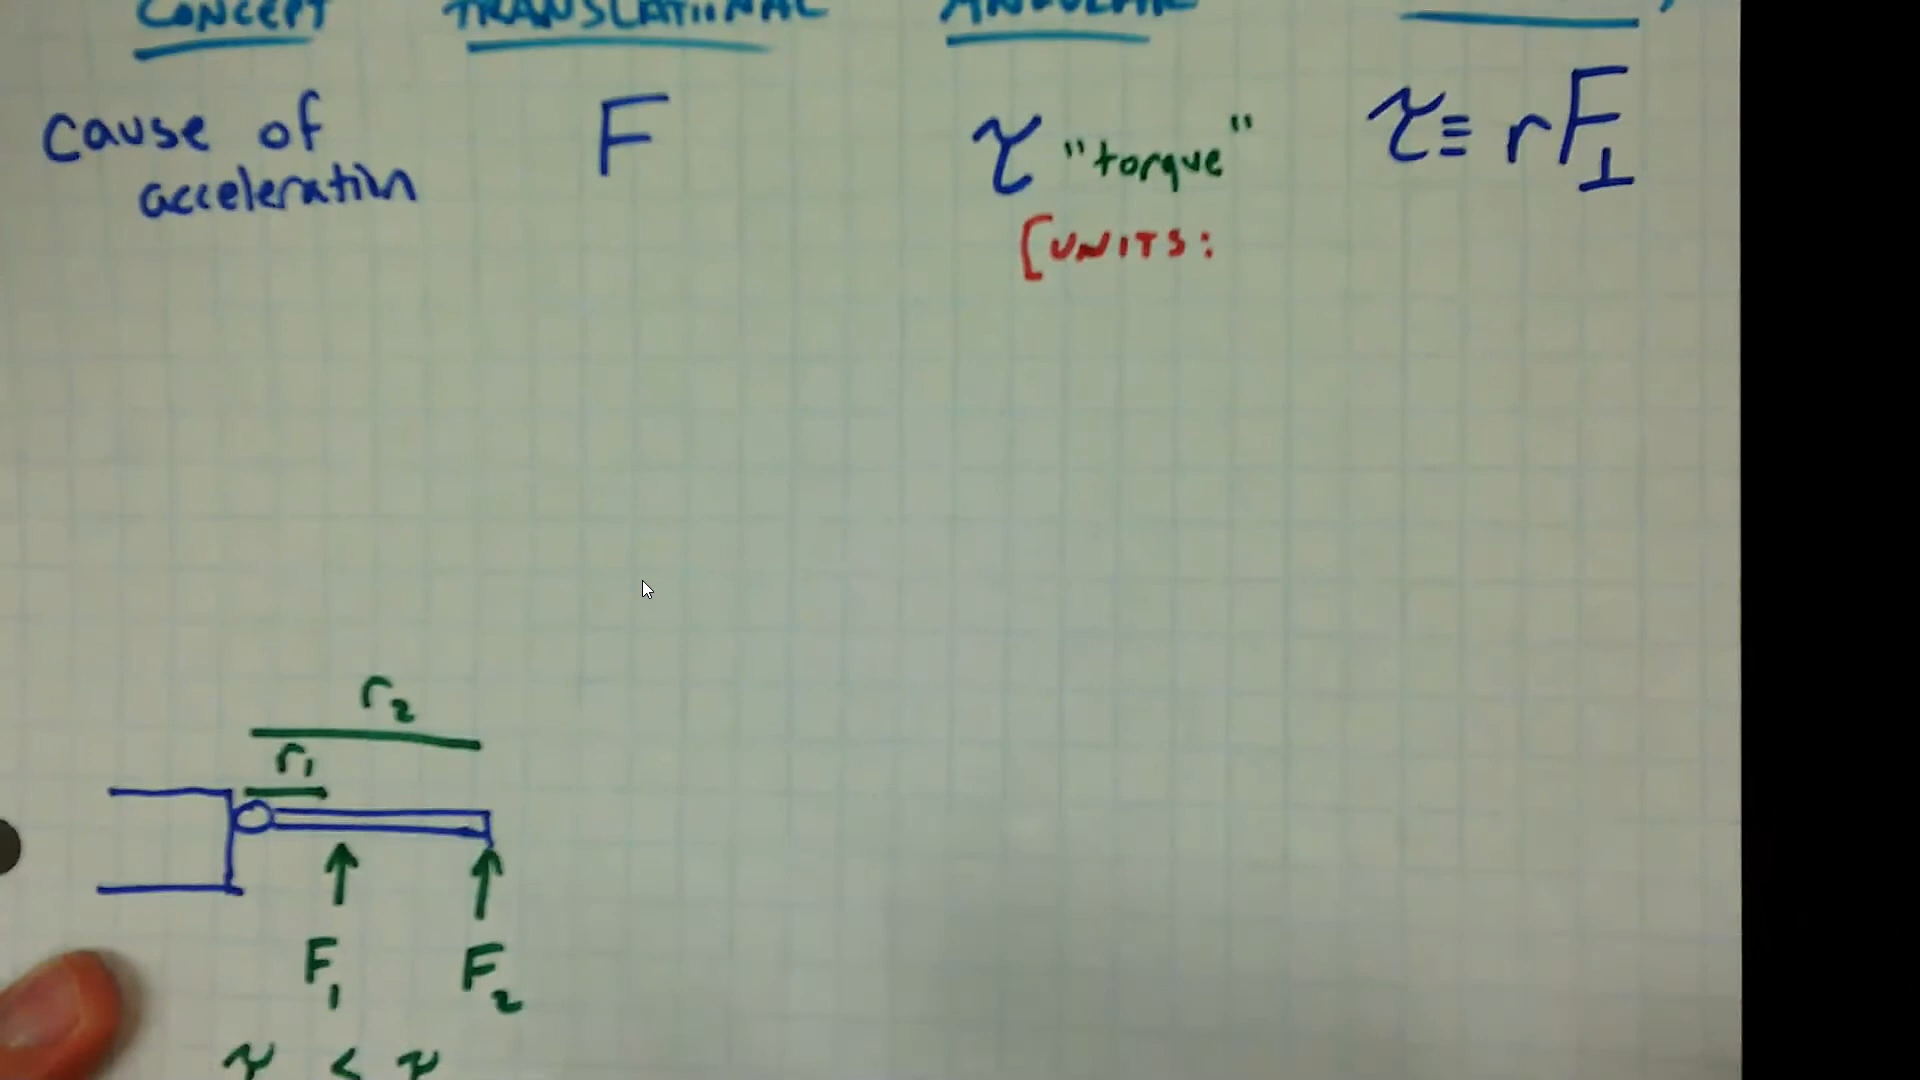 CONCEPT TRANSLATIONAL ANGULAR
cause of F τ "torque" τ ≡ rF⊥
acceleration
[UNITS:
r₂
r₁
F₁ F₂
τ < τ